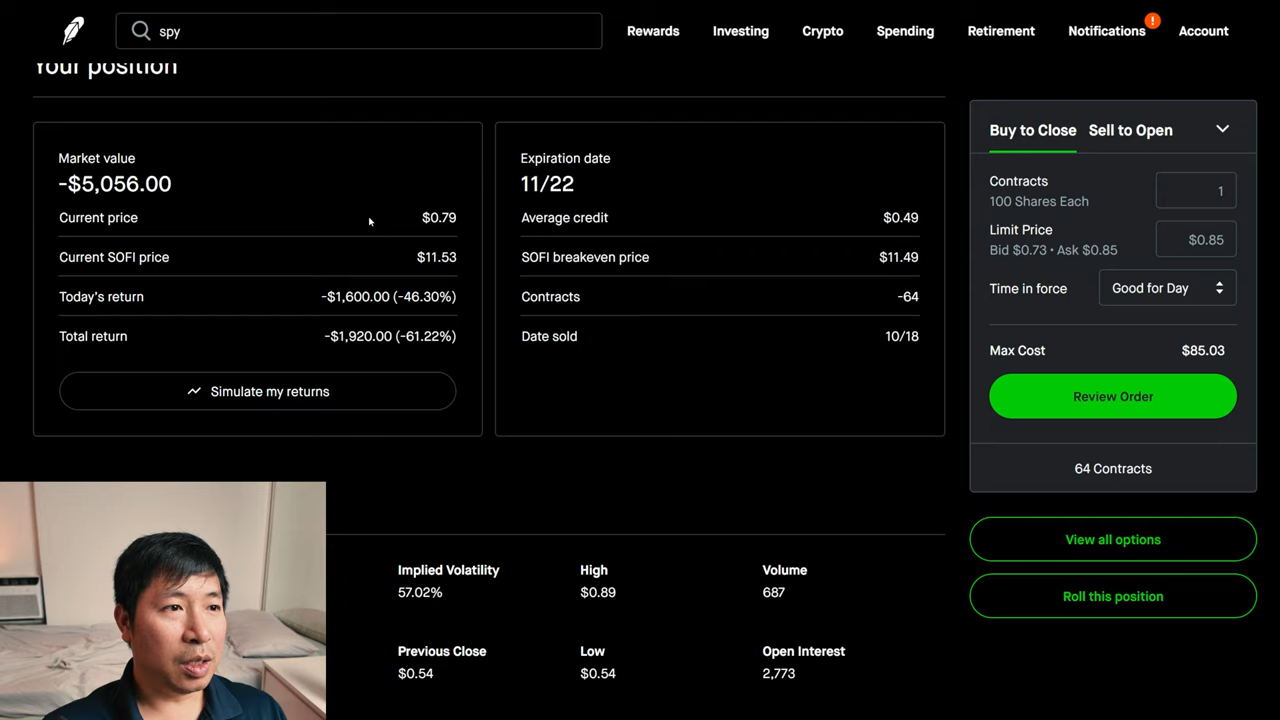 spy
Rewards
Investing
Crypto
Spending
Retirement
Notifications
!
Account
Your position
Market value
-$5,056.00
Current price $0.79
Current SOFI price $11.53
Today's return -$1,600.00 (-46.30%)
Total return -$1,920.00 (-61.22%)
Simulate my returns
Expiration date
11/22
Average credit $0.49
SOFI breakeven price $11.49
Contracts -64
Date sold 10/18
Buy to Close Sell to Open
Contracts 1
100 Shares Each
Limit Price $0.85
Bid $0.73 • Ask $0.85
Time in force Good for Day
Max Cost $85.03
Review Order
64 Contracts
View all options
Roll this position
Implied Volatility High Volume
57.02% $0.89 687
Previous Close Low Open Interest
$0.54 $0.54 2,773